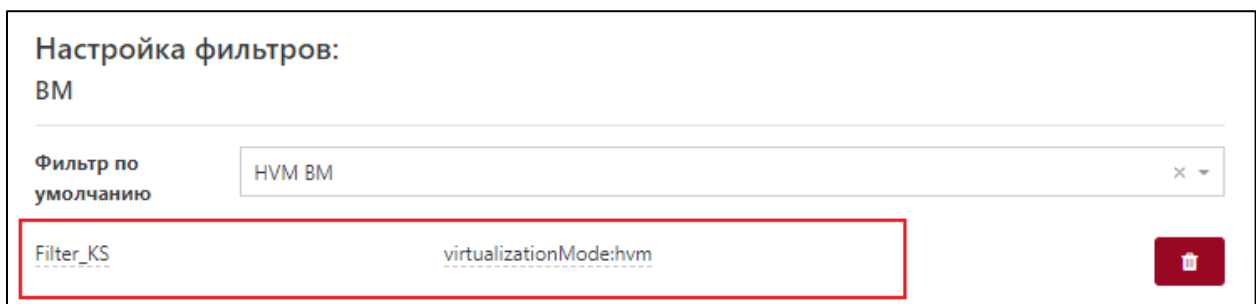 Настройка фильтров:
ВМ
Фильтр по
умолчанию
HVM ВМ
Filter_KS virtualizationMode:hvm